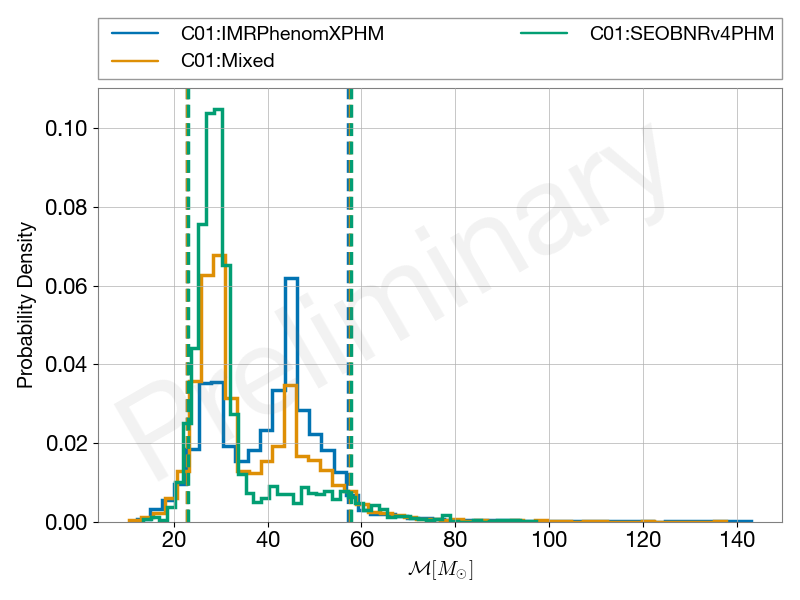 C01:IMRPhenomXPHM
C01:Mixed
C01:SEOBNRv4PHM
Preliminary
Probability Density
0.10
0.08
0.06
0.04
0.02
0.00
20 40 60 80 100 120 140
ℳ[M☉]